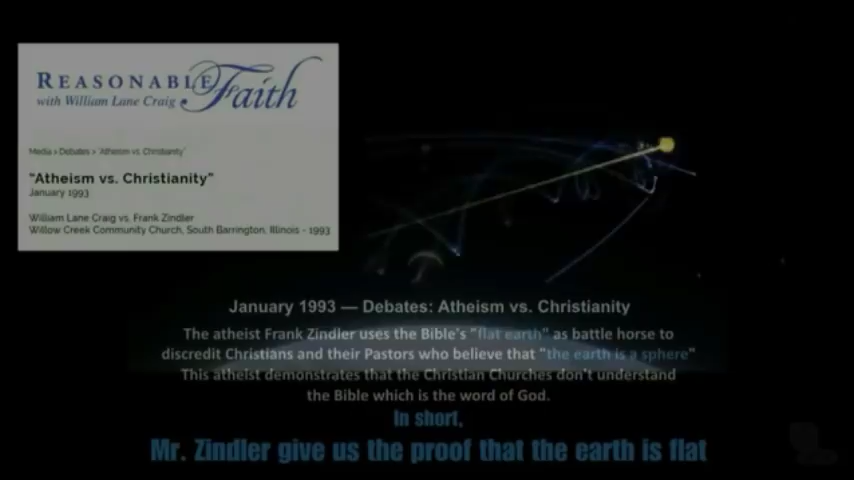 REASONABLE Faith
with William Lane Craig
Media > Debates > "Atheism vs. Christianity"
"Atheism vs. Christianity"
January 1993
William Lane Craig vs. Frank Zindler
Willow Creek Community Church, South Barrington, Illinois - 1993
January 1993 — Debates: Atheism vs. Christianity
The atheist Frank Zindler uses the Bible's "flat earth" as battle horse to
discredit Christians and their Pastors who believe that "the earth is a sphere"
This atheist demonstrates that the Christian Churches don't understand
the Bible which is the word of God.
In short,
Mr. Zindler give us the proof that the earth is flat